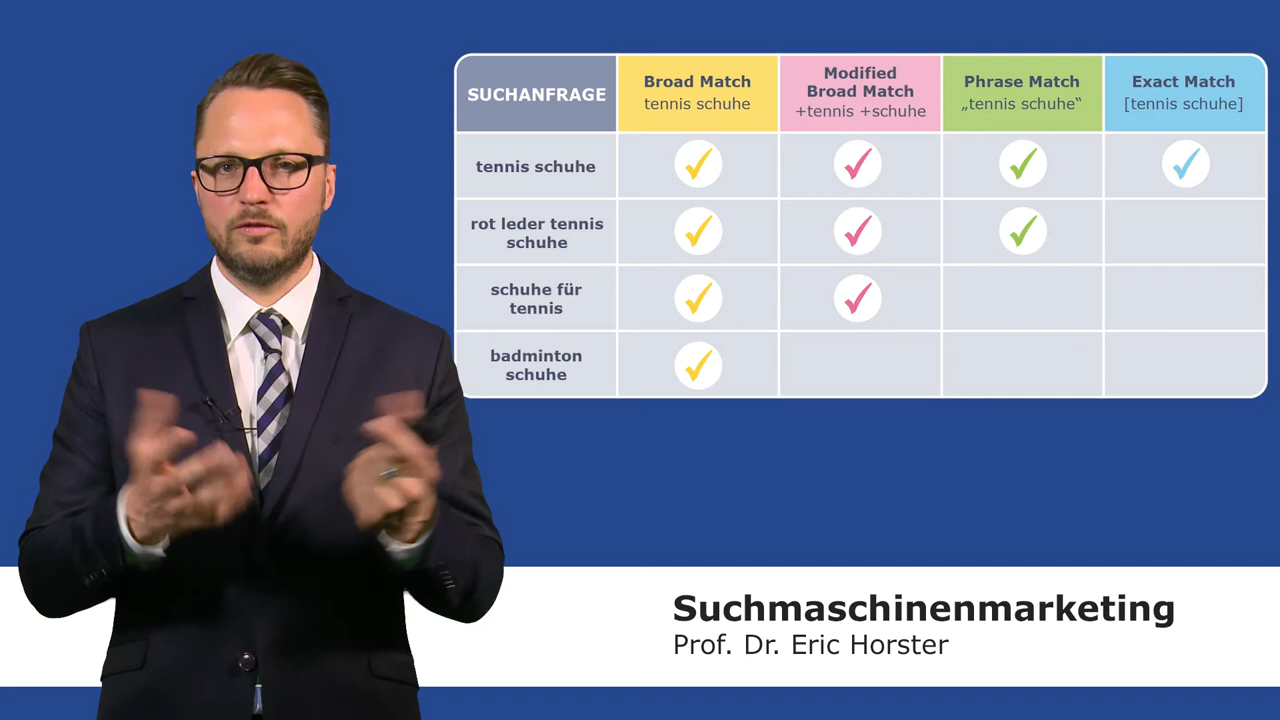 SUCHANFRAGE
Broad Match
tennis schuhe
Modified
Broad Match
+tennis +schuhe
Phrase Match
„tennis schuhe“
Exact Match
[tennis schuhe]
tennis schuhe
rot leder tennis
schuhe
schuhe für
tennis
badminton
schuhe
Suchmaschinenmarketing
Prof. Dr. Eric Horster